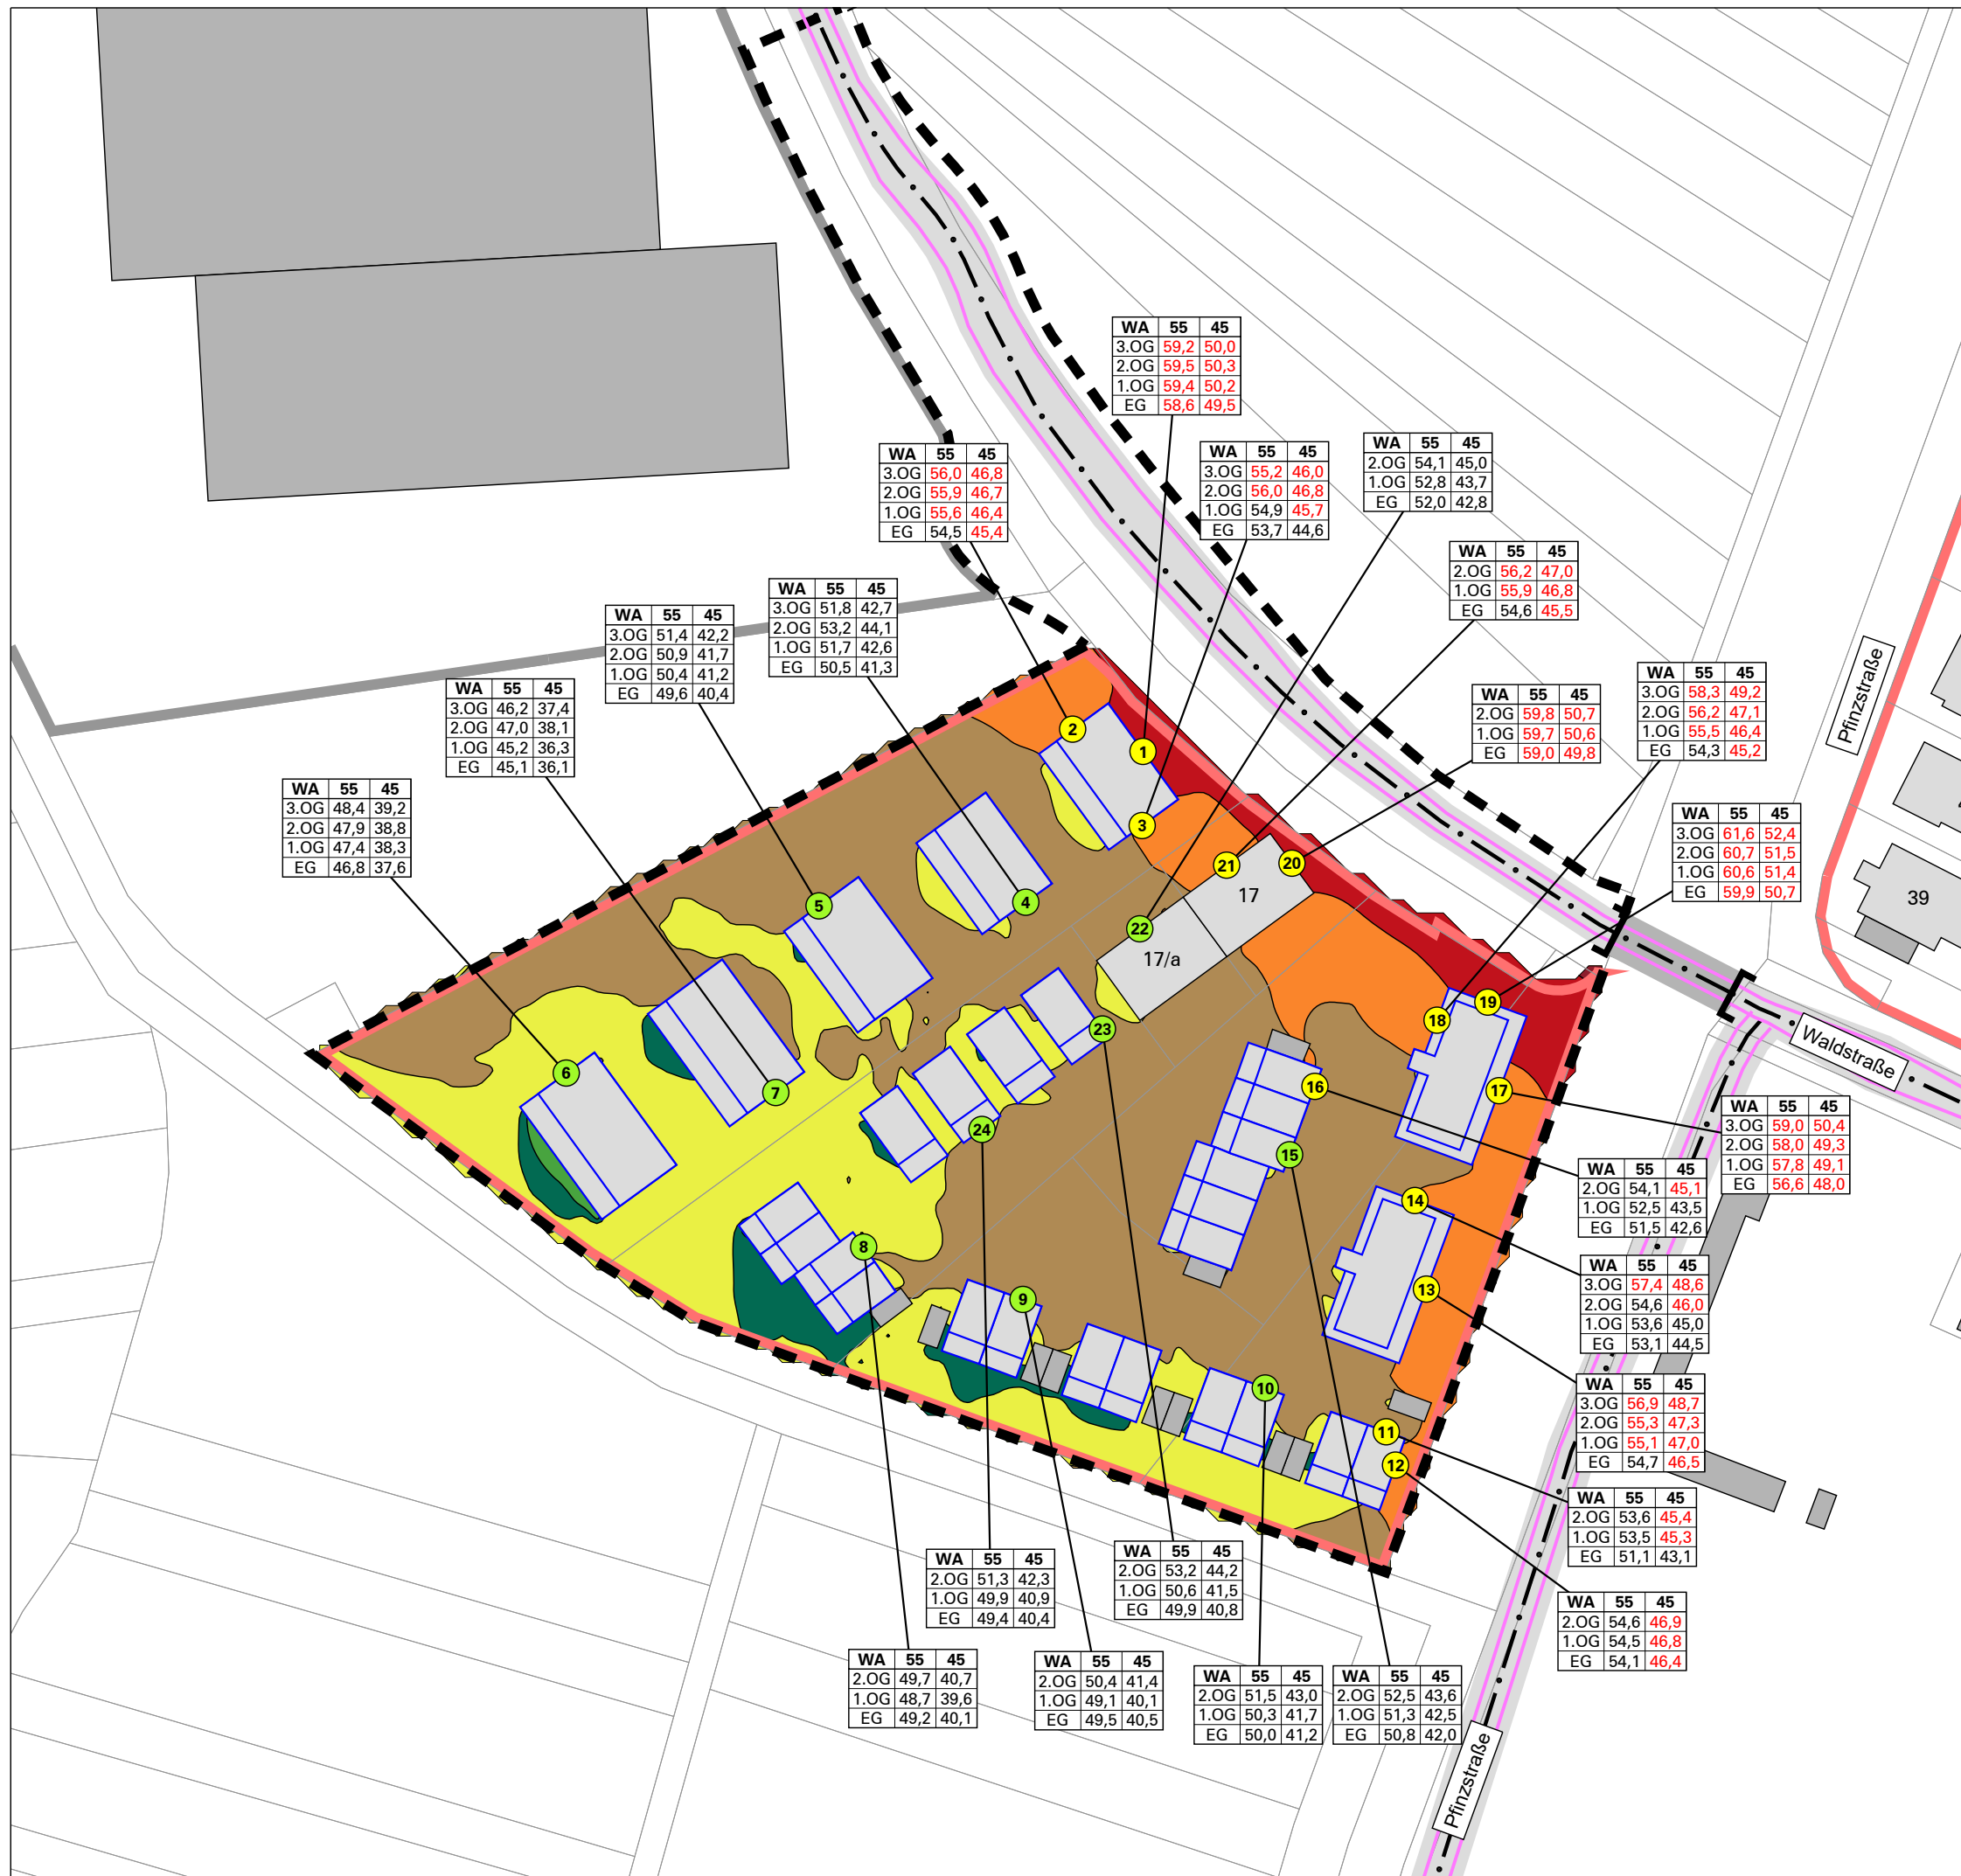 WA 55 45
3.OG 59,2 50,0
2.OG 59,5 50,3
1.OG 59,4 50,2
EG 58,6 49,5
WA 55 45
3.OG 56,0 46,8
2.OG 55,9 46,7
1.OG 55,6 46,4
EG 54,5 45,4
WA 55 45
3.OG 55,2 46,0
2.OG 56,0 46,8
1.OG 54,9 45,7
EG 53,7 44,6
WA 55 45
2.OG 54,1 45,0
1.OG 52,8 43,7
EG 52,0 42,8
WA 55 45
2.OG 56,2 47,0
1.OG 55,9 46,8
EG 54,6 45,5
WA 55 45
3.OG 51,8 42,7
2.OG 53,2 44,1
1.OG 51,7 42,6
EG 50,5 41,3
WA 55 45
3.OG 51,4 42,2
2.OG 50,9 41,7
1.OG 50,4 41,2
EG 49,6 40,4
WA 55 45
3.OG 46,2 37,4
2.OG 47,0 38,1
1.OG 45,2 36,3
EG 45,1 36,1
WA 55 45
2.OG 59,8 50,7
1.OG 59,7 50,6
EG 59,0 49,8
WA 55 45
3.OG 58,3 49,2
2.OG 56,2 47,1
1.OG 55,5 46,4
EG 54,3 45,2
Pfinzstraße
WA 55 45
3.OG 48,4 39,2
2.OG 47,9 38,8
1.OG 47,4 38,3
EG 46,8 37,6
WA 55 45
3.OG 61,6 52,4
2.OG 60,7 51,5
1.OG 60,6 51,4
EG 59,9 50,7
2
1
3
21
20
17
39
4
5
22
17/a
19
18
23
Waldstraße
6
7
16
17
24
15
WA 55 45
3.OG 59,0 50,4
2.OG 58,0 49,3
1.OG 57,8 49,1
EG 56,6 48,0
WA 55 45
2.OG 54,1 45,1
1.OG 52,5 43,5
EG 51,5 42,6
14
8
13
9
WA 55 45
3.OG 57,4 48,6
2.OG 54,6 46,0
1.OG 53,6 45,0
EG 53,1 44,5
10
11
12
WA 55 45
3.OG 56,9 48,7
2.OG 55,3 47,3
1.OG 55,1 47,0
EG 54,7 46,5
WA 55 45
2.OG 53,6 45,4
1.OG 53,5 45,3
EG 51,1 43,1
WA 55 45
2.OG 54,6 46,9
1.OG 54,5 46,8
EG 54,1 46,4
WA 55 45
2.OG 51,3 42,3
1.OG 49,9 40,9
EG 49,4 40,4
WA 55 45
2.OG 53,2 44,2
1.OG 50,6 41,5
EG 49,9 40,8
WA 55 45
2.OG 49,7 40,7
1.OG 48,7 39,6
EG 49,2 40,1
WA 55 45
2.OG 50,4 41,4
1.OG 49,1 40,1
EG 49,5 40,5
WA 55 45
2.OG 51,5 43,0
1.OG 50,3 41,7
EG 50,0 41,2
WA 55 45
2.OG 52,5 43,6
1.OG 51,3 42,5
EG 50,8 42,0
Pfinzstraße